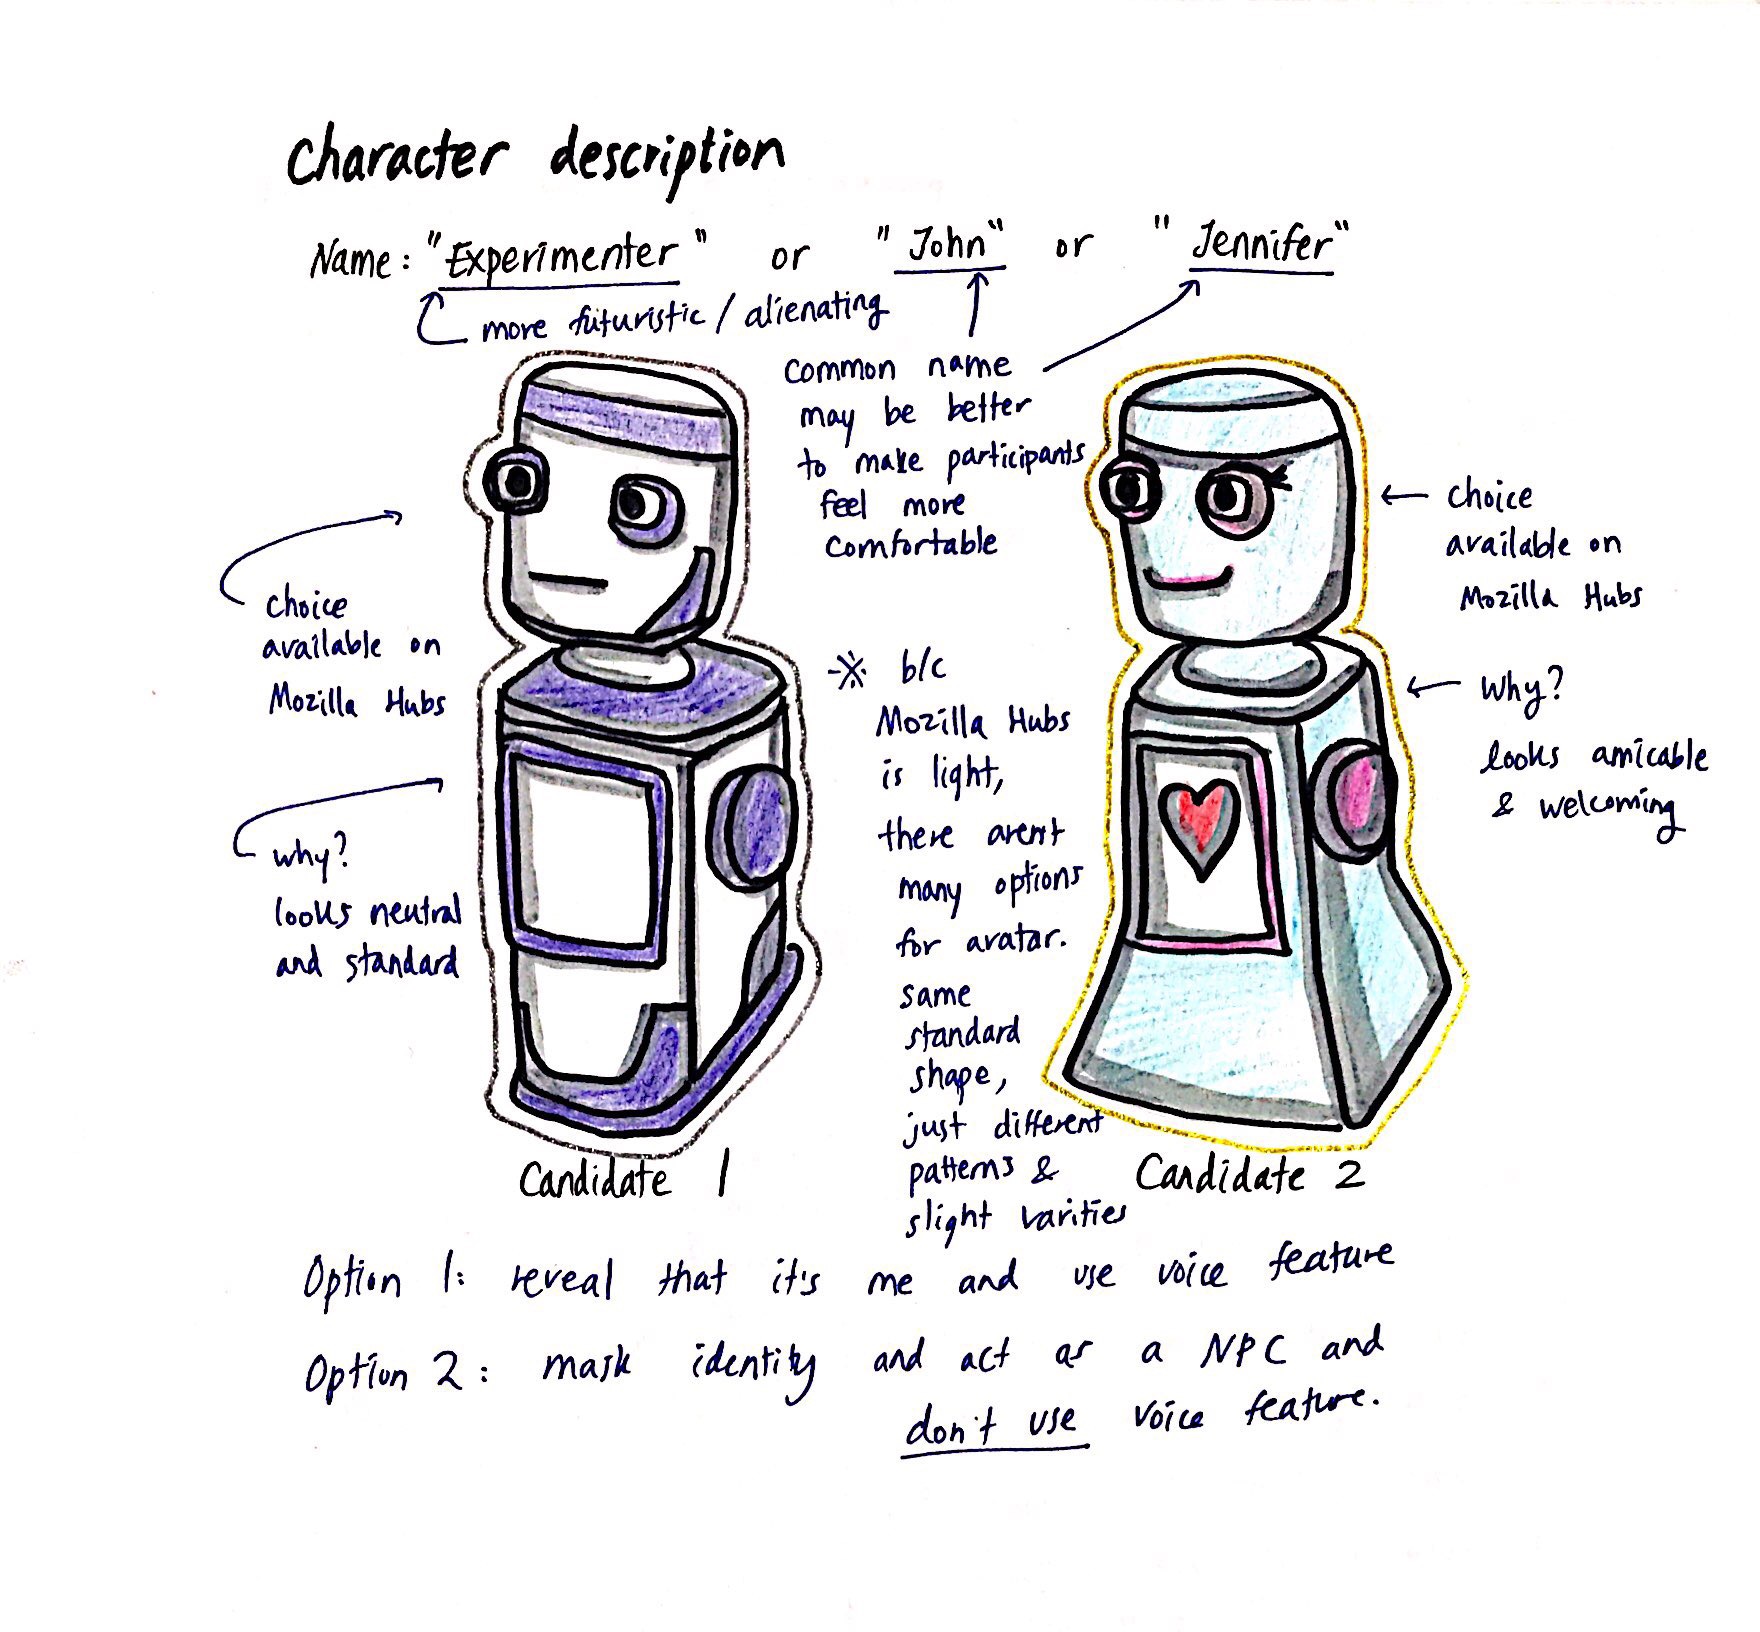 Character description
Name: "Experimenter" or "John" or "Jennifer"
more futuristic / alienating
common name
may be better
to make participants
feel more
comfortable
choice
available on
Mozilla Hubs
why?
looks neutral
and standard
※ b/c
Mozilla Hubs
is light,
there arent
many options
for avatar.
same
standard
shape,
just different
patterns &
slight varities
choice
available on
Mozilla Hubs
Why?
looks amicable
& welcoming
Candidate 1
Candidate 2
Option 1: reveal that it's me and use voice feature
Option 2: mask identity and act as a NPC and
don't use voice feature.